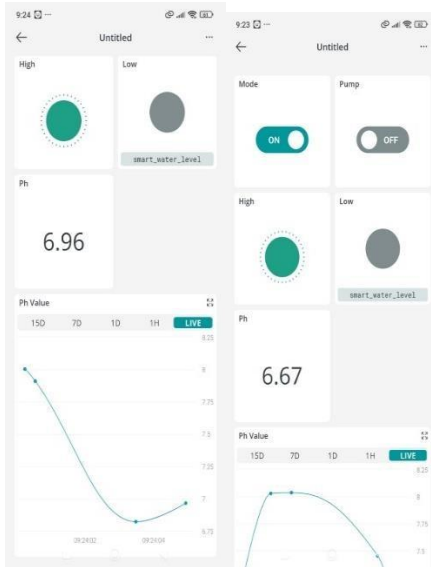 9:24
Untitled
High
Low
smart_water_level
Ph
6.96
Ph Value
15D 7D 1D 1H LIVE
8.25
8
7.75
7.5
7.25
7
6.75
09:24:02 09:24:04
9:23
Untitled
Mode
Pump
ON
OFF
High
Low
smart_water_level
Ph
6.67
Ph Value
15D 7D 1D 1H LIVE
8.25
8
7.75
7.5